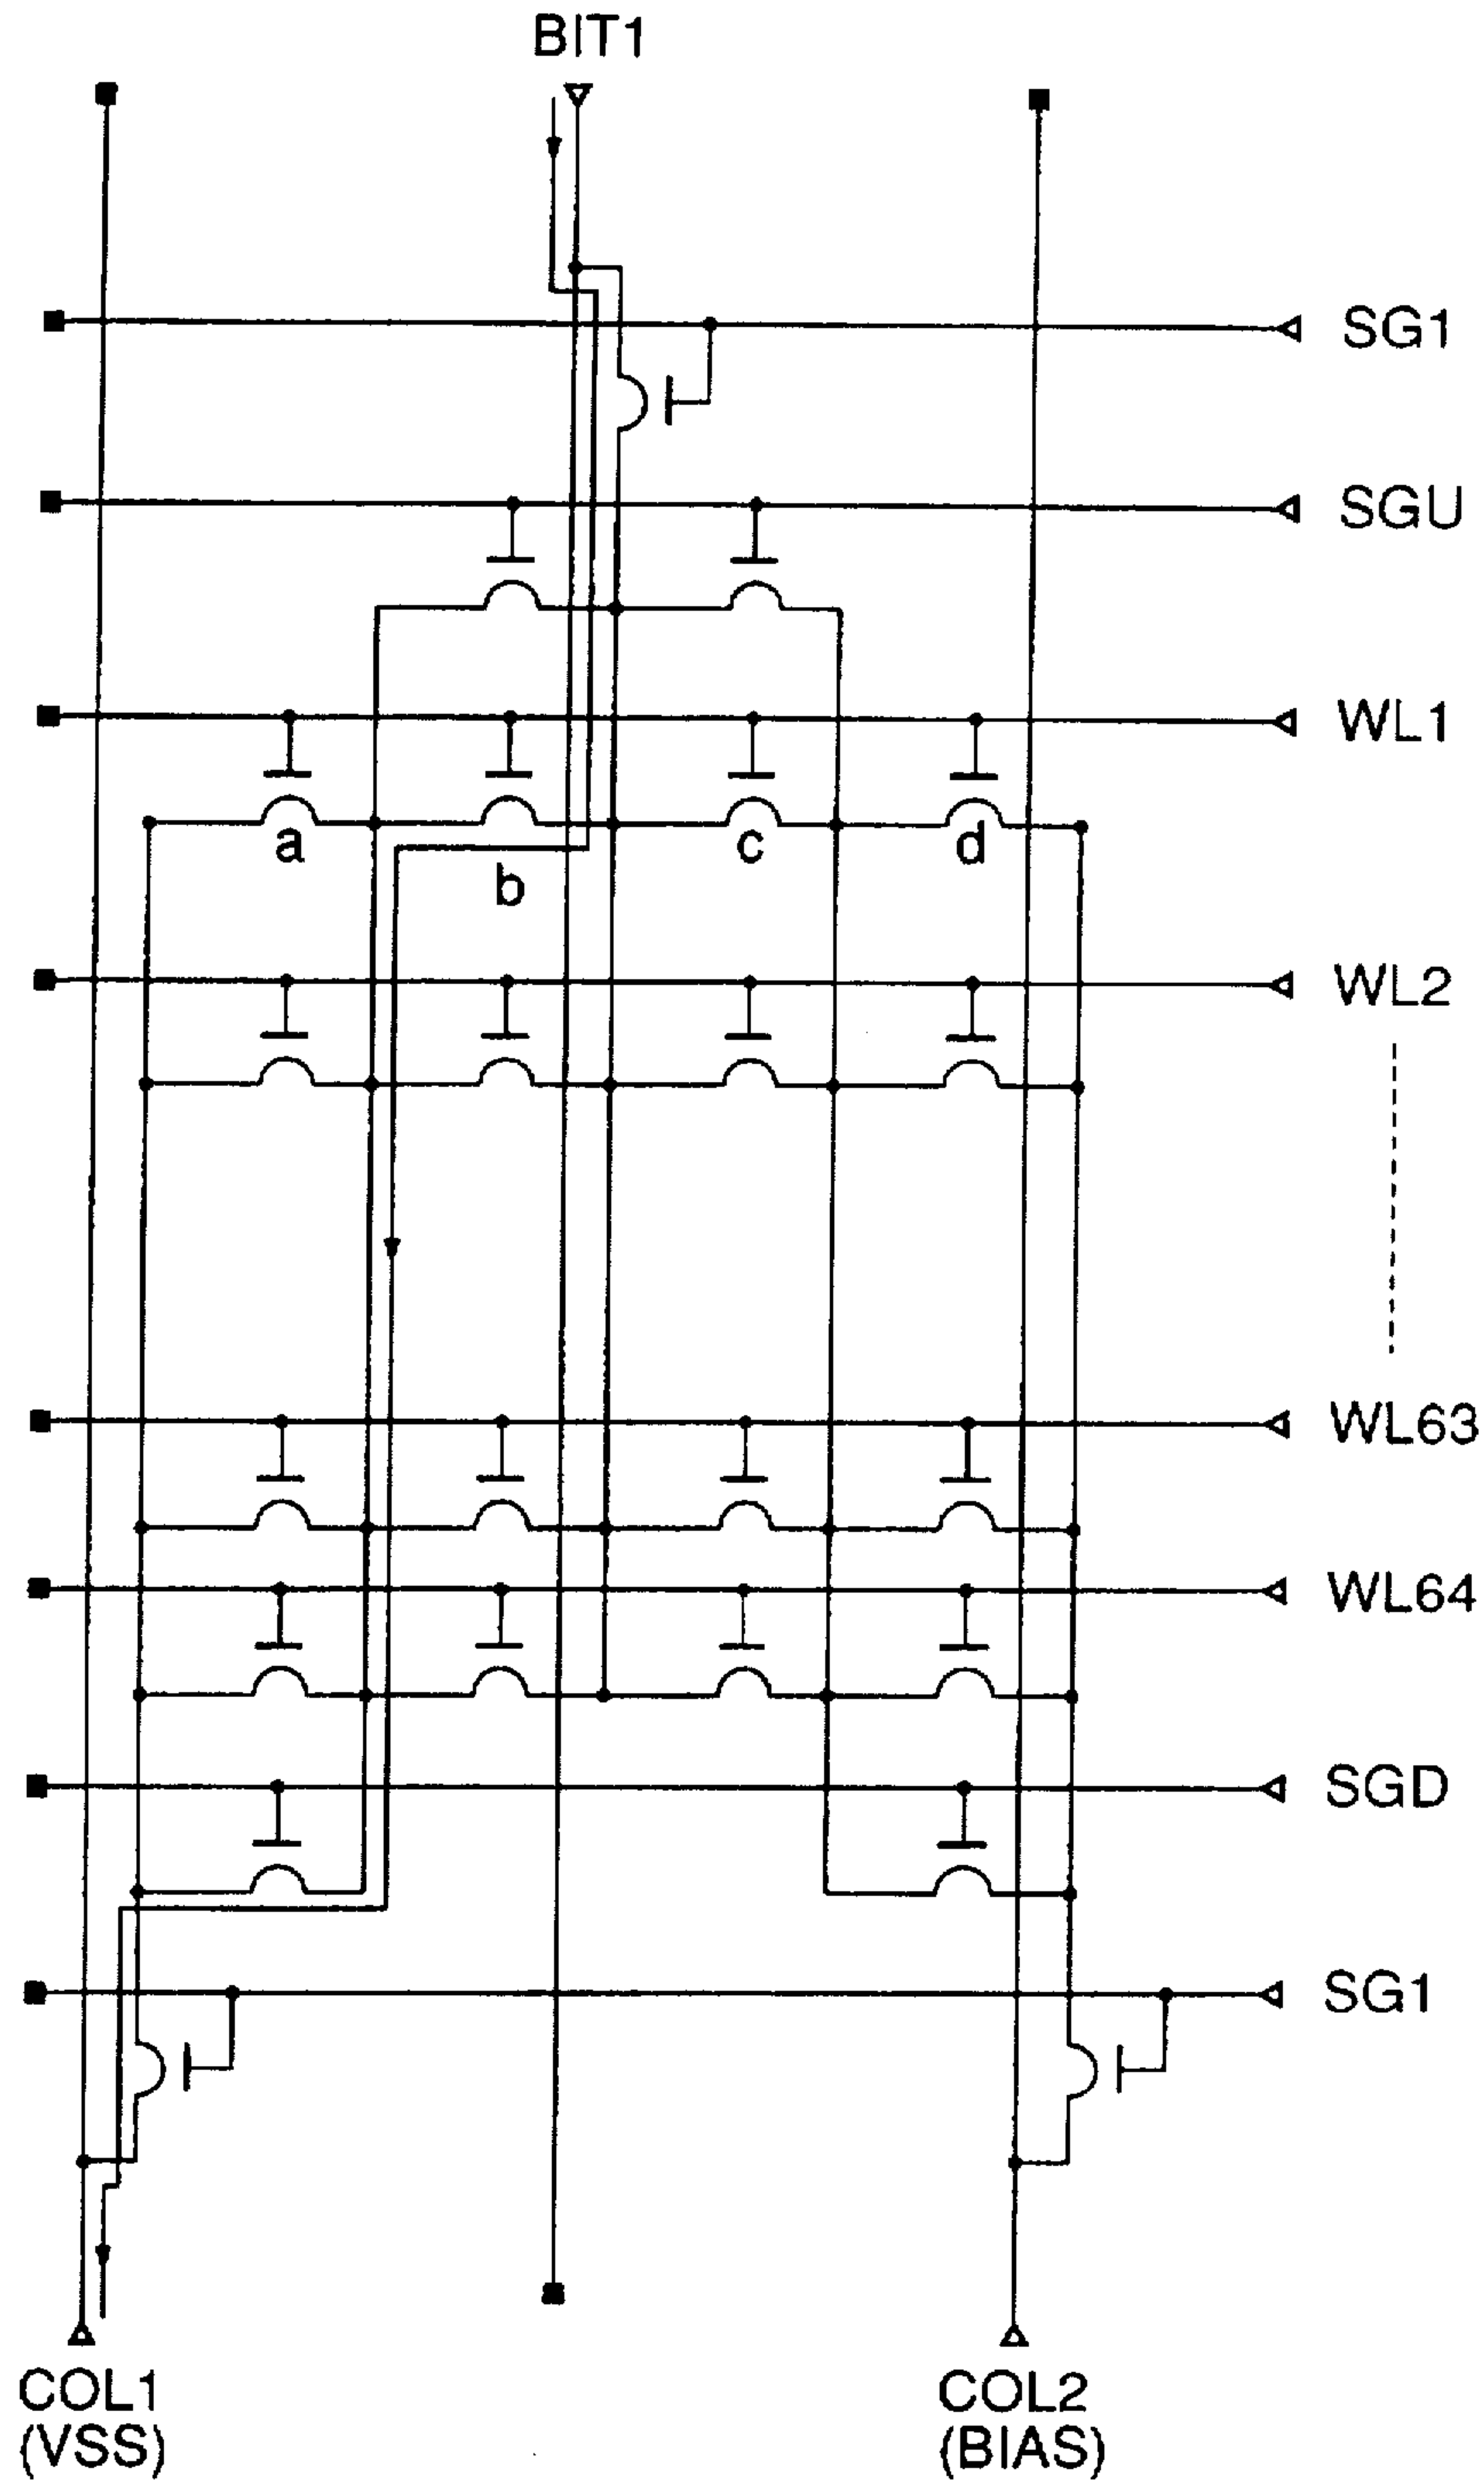 BIT1
SG1
SGU
WL1
a
b
c
d
WL2
WL63
WL64
SGD
SG1
COL1
(VSS)
COL2
(BIAS)